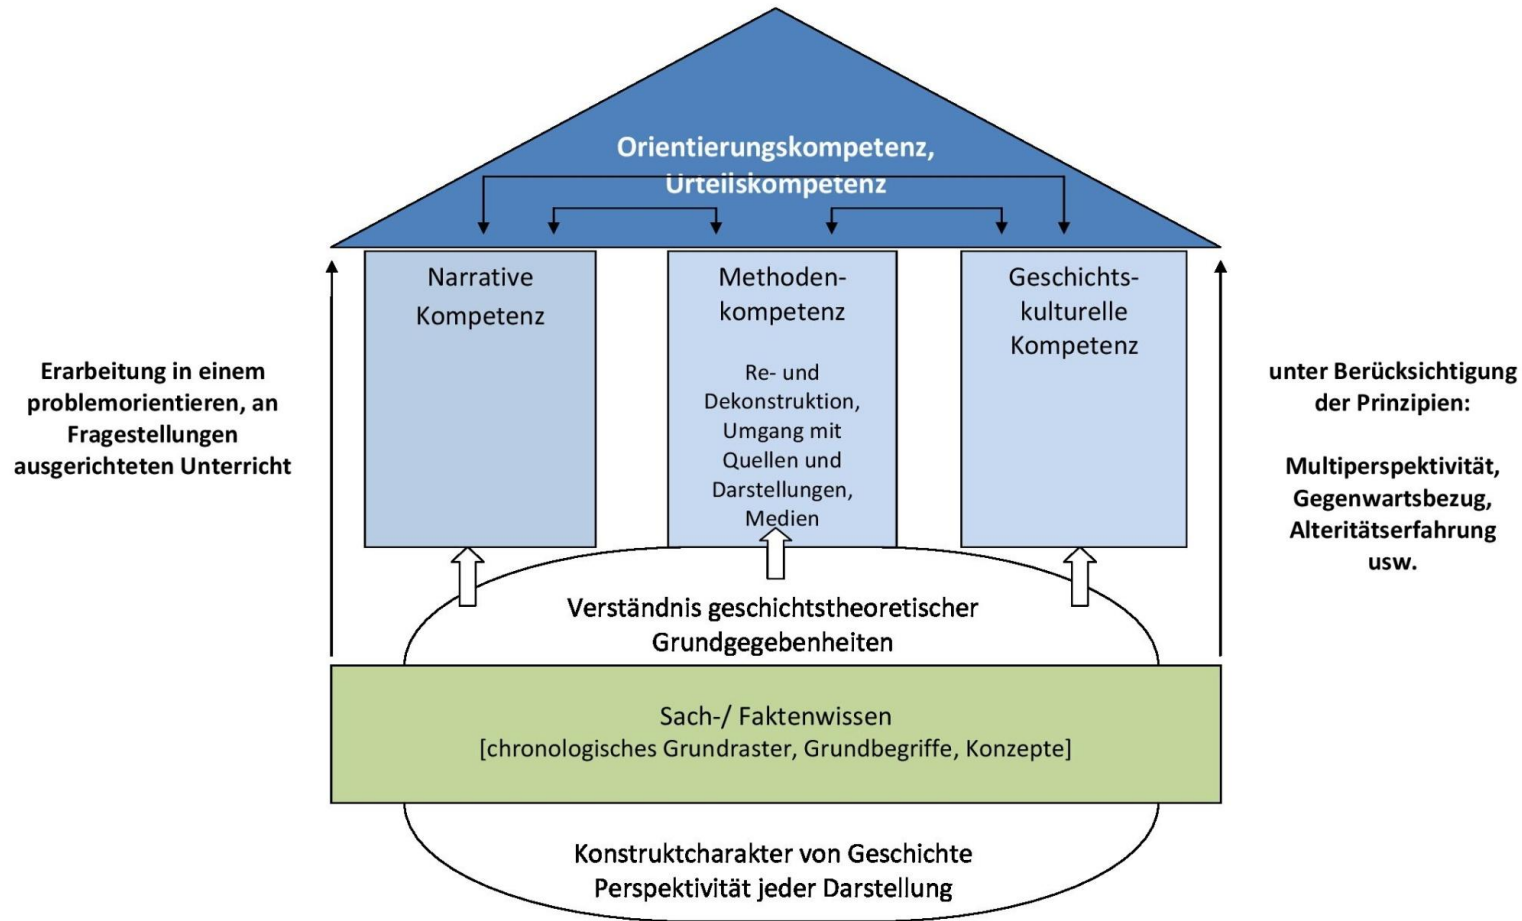 Orientierungskompetenz,
Urteilskompetenz
Narrative
Kompetenz
Methoden-
kompetenz
Re- und
Dekonstruktion,
Umgang mit
Quellen und
Darstellungen,
Medien
Geschichts-
kulturelle
Kompetenz
Erarbeitung in einem
problemorientieren, an
Fragestellungen
ausgerichteten Unterricht
unter Berücksichtigung
der Prinzipien:
Multiperspektivität,
Gegenwartsbezug,
Alteritätserfahrung
usw.
Verständnis geschichtstheoretischer
Grundgegebenheiten
Sach-/ Faktenwissen
[chronologisches Grundraster, Grundbegriffe, Konzepte]
Konstruktcharakter von Geschichte
Perspektivität jeder Darstellung